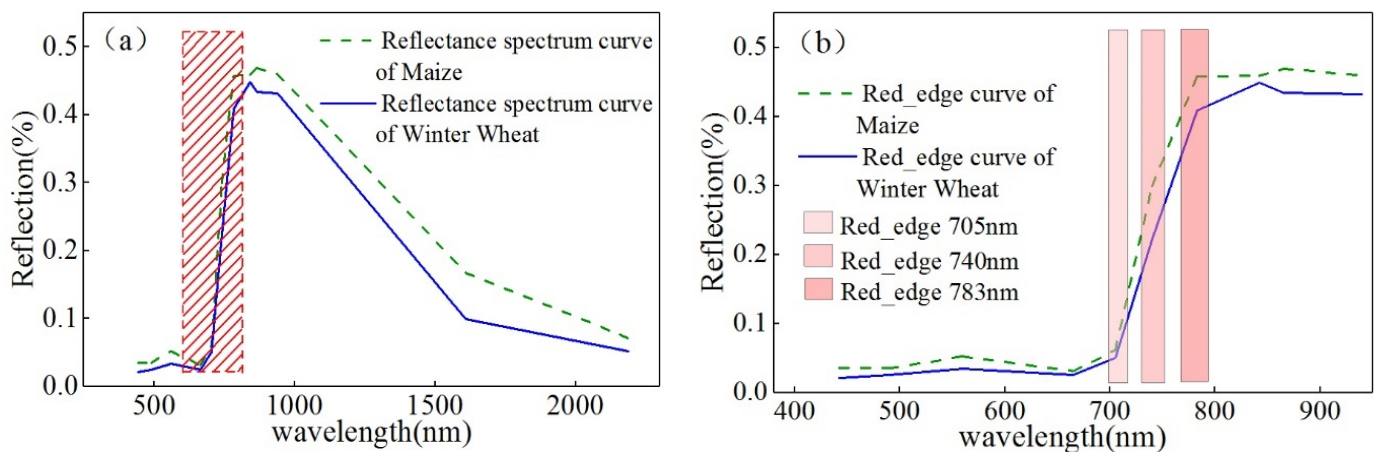 (a)
Reflectance spectrum curve
of Maize
Reflectance spectrum curve
of Winter Wheat
Reflection(%)
0.5
0.4
0.3
0.2
0.1
0.0
500
1000
1500
2000
wavelength(nm)
(b)
Red_edge curve of
Maize
Red_edge curve of
Winter Wheat
Red_edge 705nm
Red_edge 740nm
Red_edge 783nm
Reflection(%)
0.5
0.4
0.3
0.2
0.1
0.0
400
500
600
700
800
900
wavelength(nm)